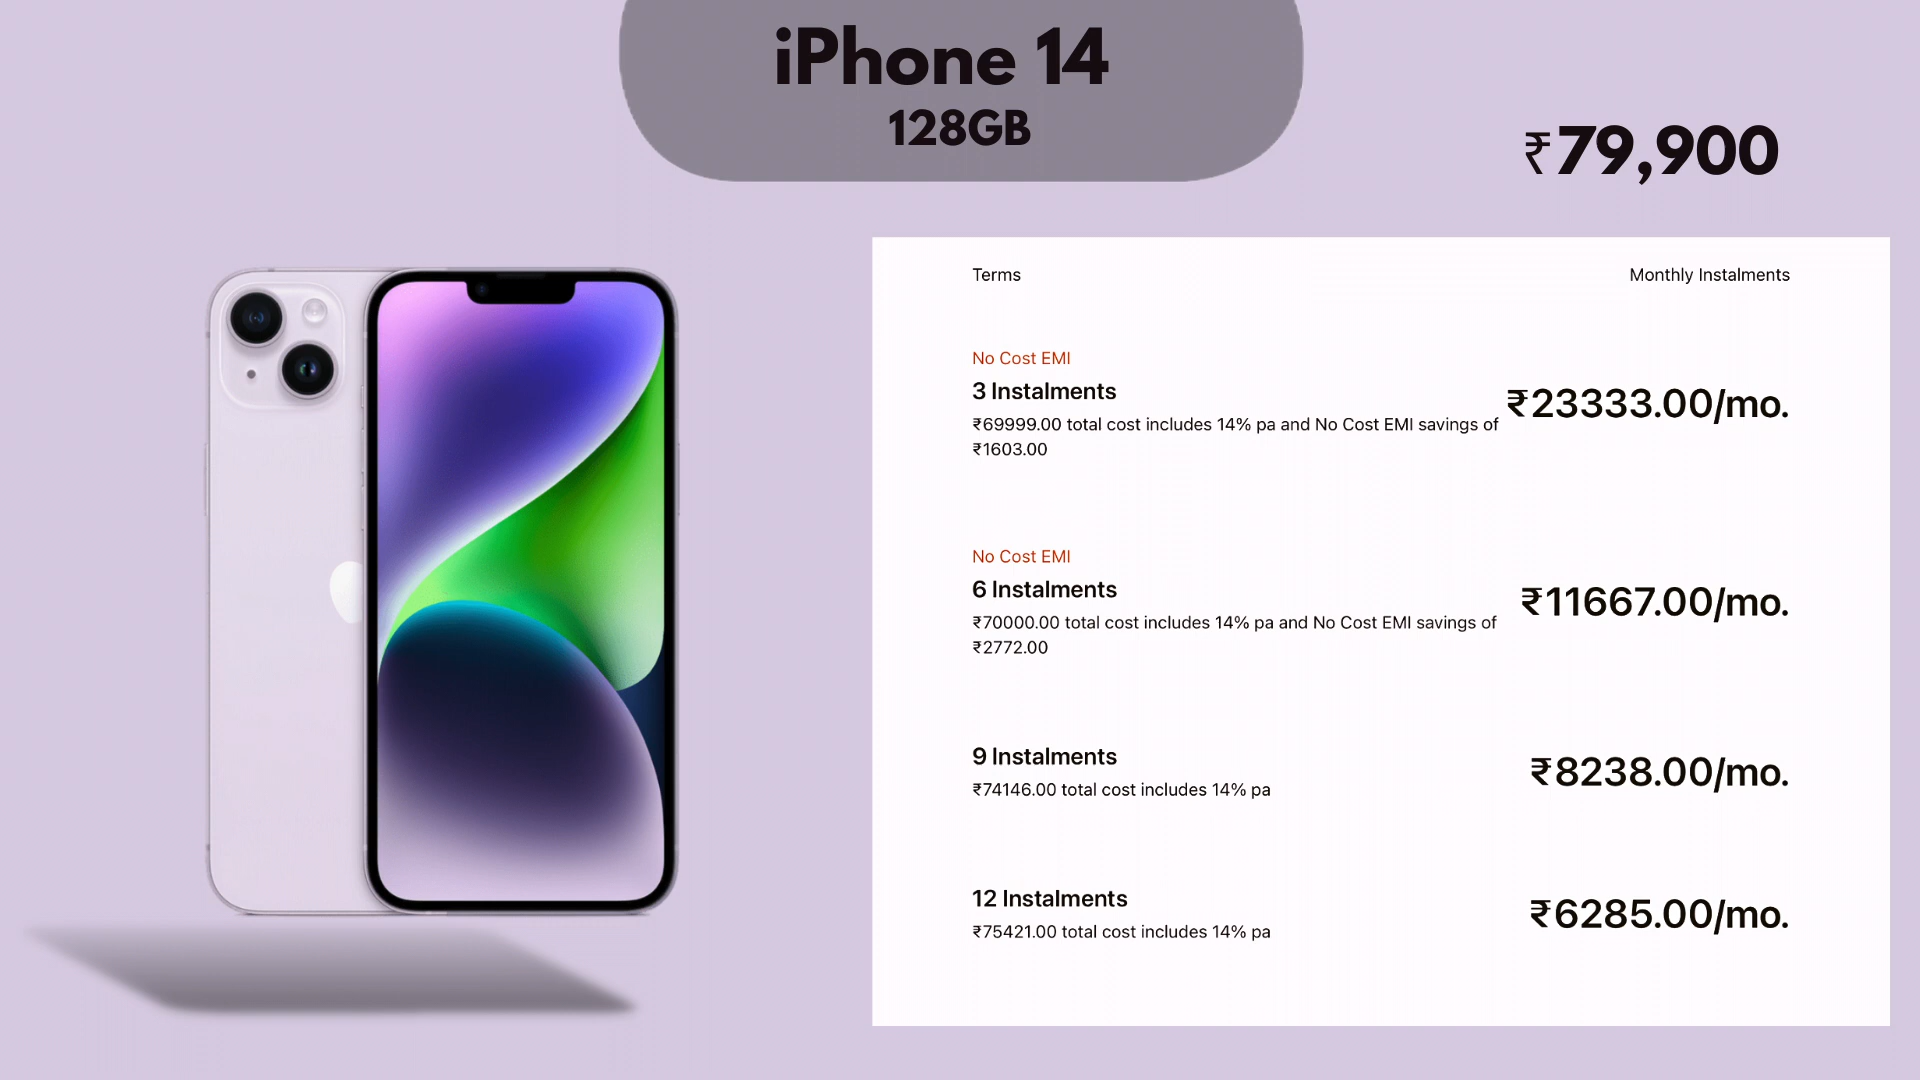 iPhone 14
128GB
₹79,900
Terms
Monthly Instalments
No Cost EMI
3 Instalments
₹69999.00 total cost includes 14% pa and No Cost EMI savings of
₹1603.00
₹23333.00/mo.
No Cost EMI
6 Instalments
₹70000.00 total cost includes 14% pa and No Cost EMI savings of
₹2772.00
₹11667.00/mo.
9 Instalments
₹74146.00 total cost includes 14% pa
₹8238.00/mo.
12 Instalments
₹75421.00 total cost includes 14% pa
₹6285.00/mo.